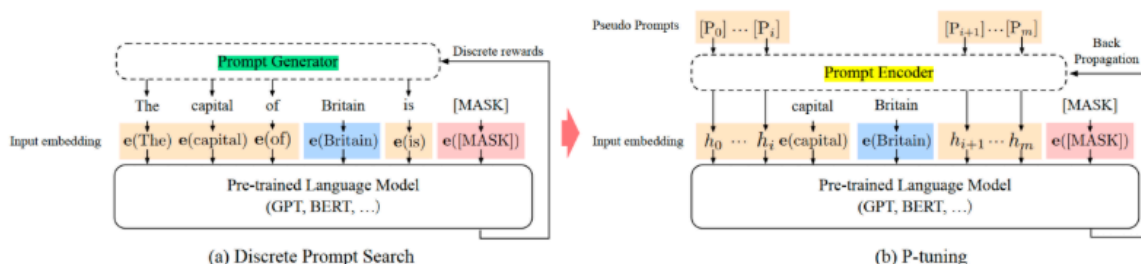 Prompt Generator
Discrete rewards
The capital of Britain is [MASK]
Input embedding e(The) e(capital) e(of) e(Britain) e(is) e([MASK])
Pre-trained Language Model
(GPT, BERT, …)
(a) Discrete Prompt Search
Pseudo Prompts [P₀] ⋯ [Pᵢ] [Pᵢ₊₁] ⋯ [Pₘ]
Back
Propagation
Prompt Encoder
capital Britain [MASK]
Input embedding h₀ ⋯ hᵢ e(capital) e(Britain) hᵢ₊₁ ⋯ hₘ e([MASK])
Pre-trained Language Model
(GPT, BERT, …)
(b) P-tuning